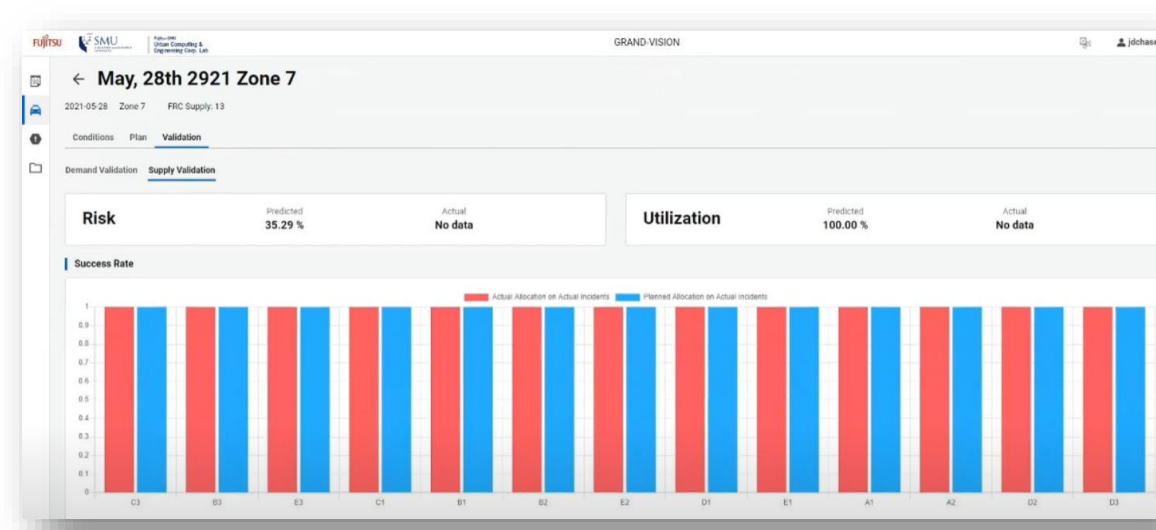 FUJITSU
SMU
Fujitsu-SMU
Urban Computing &
Engineering Corp. Lab
GRAND-VISION
jdchase
← May, 28th 2921 Zone 7
2021-05-28 Zone 7 FRC Supply: 13
Conditions Plan Validation
Demand Validation Supply Validation
Risk
Predicted
35.29 %
Actual
No data
Utilization
Predicted
100.00 %
Actual
No data
Success Rate
Actual Allocation on Actual Incidents Planned Allocation on Actual Incidents
1
0.9
0.8
0.7
0.6
0.5
0.4
0.3
0.2
0.1
0
C3 B3 E3 C1 B1 B2 E2 D1 E1 A1 A2 D2 D3